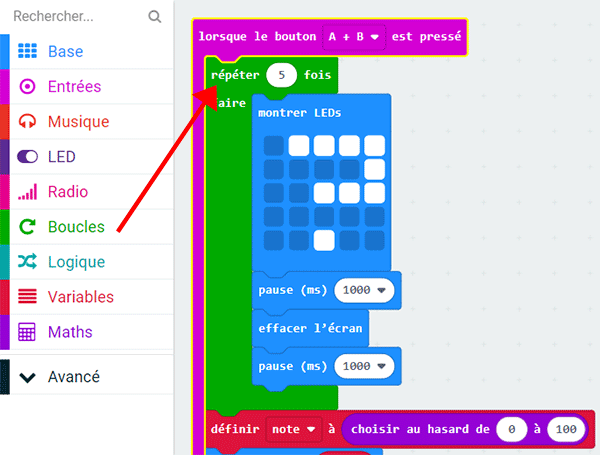 Rechercher...
Base
Entrées
Musique
LED
Radio
Boucles
Logique
Variables
Maths
Avancé
lorsque le bouton A + B est pressé
répéter 5 fois
faire
montrer LEDs
pause (ms) 1000
effacer l'écran
pause (ms) 1000
définir note à choisir au hasard de 0 à 100